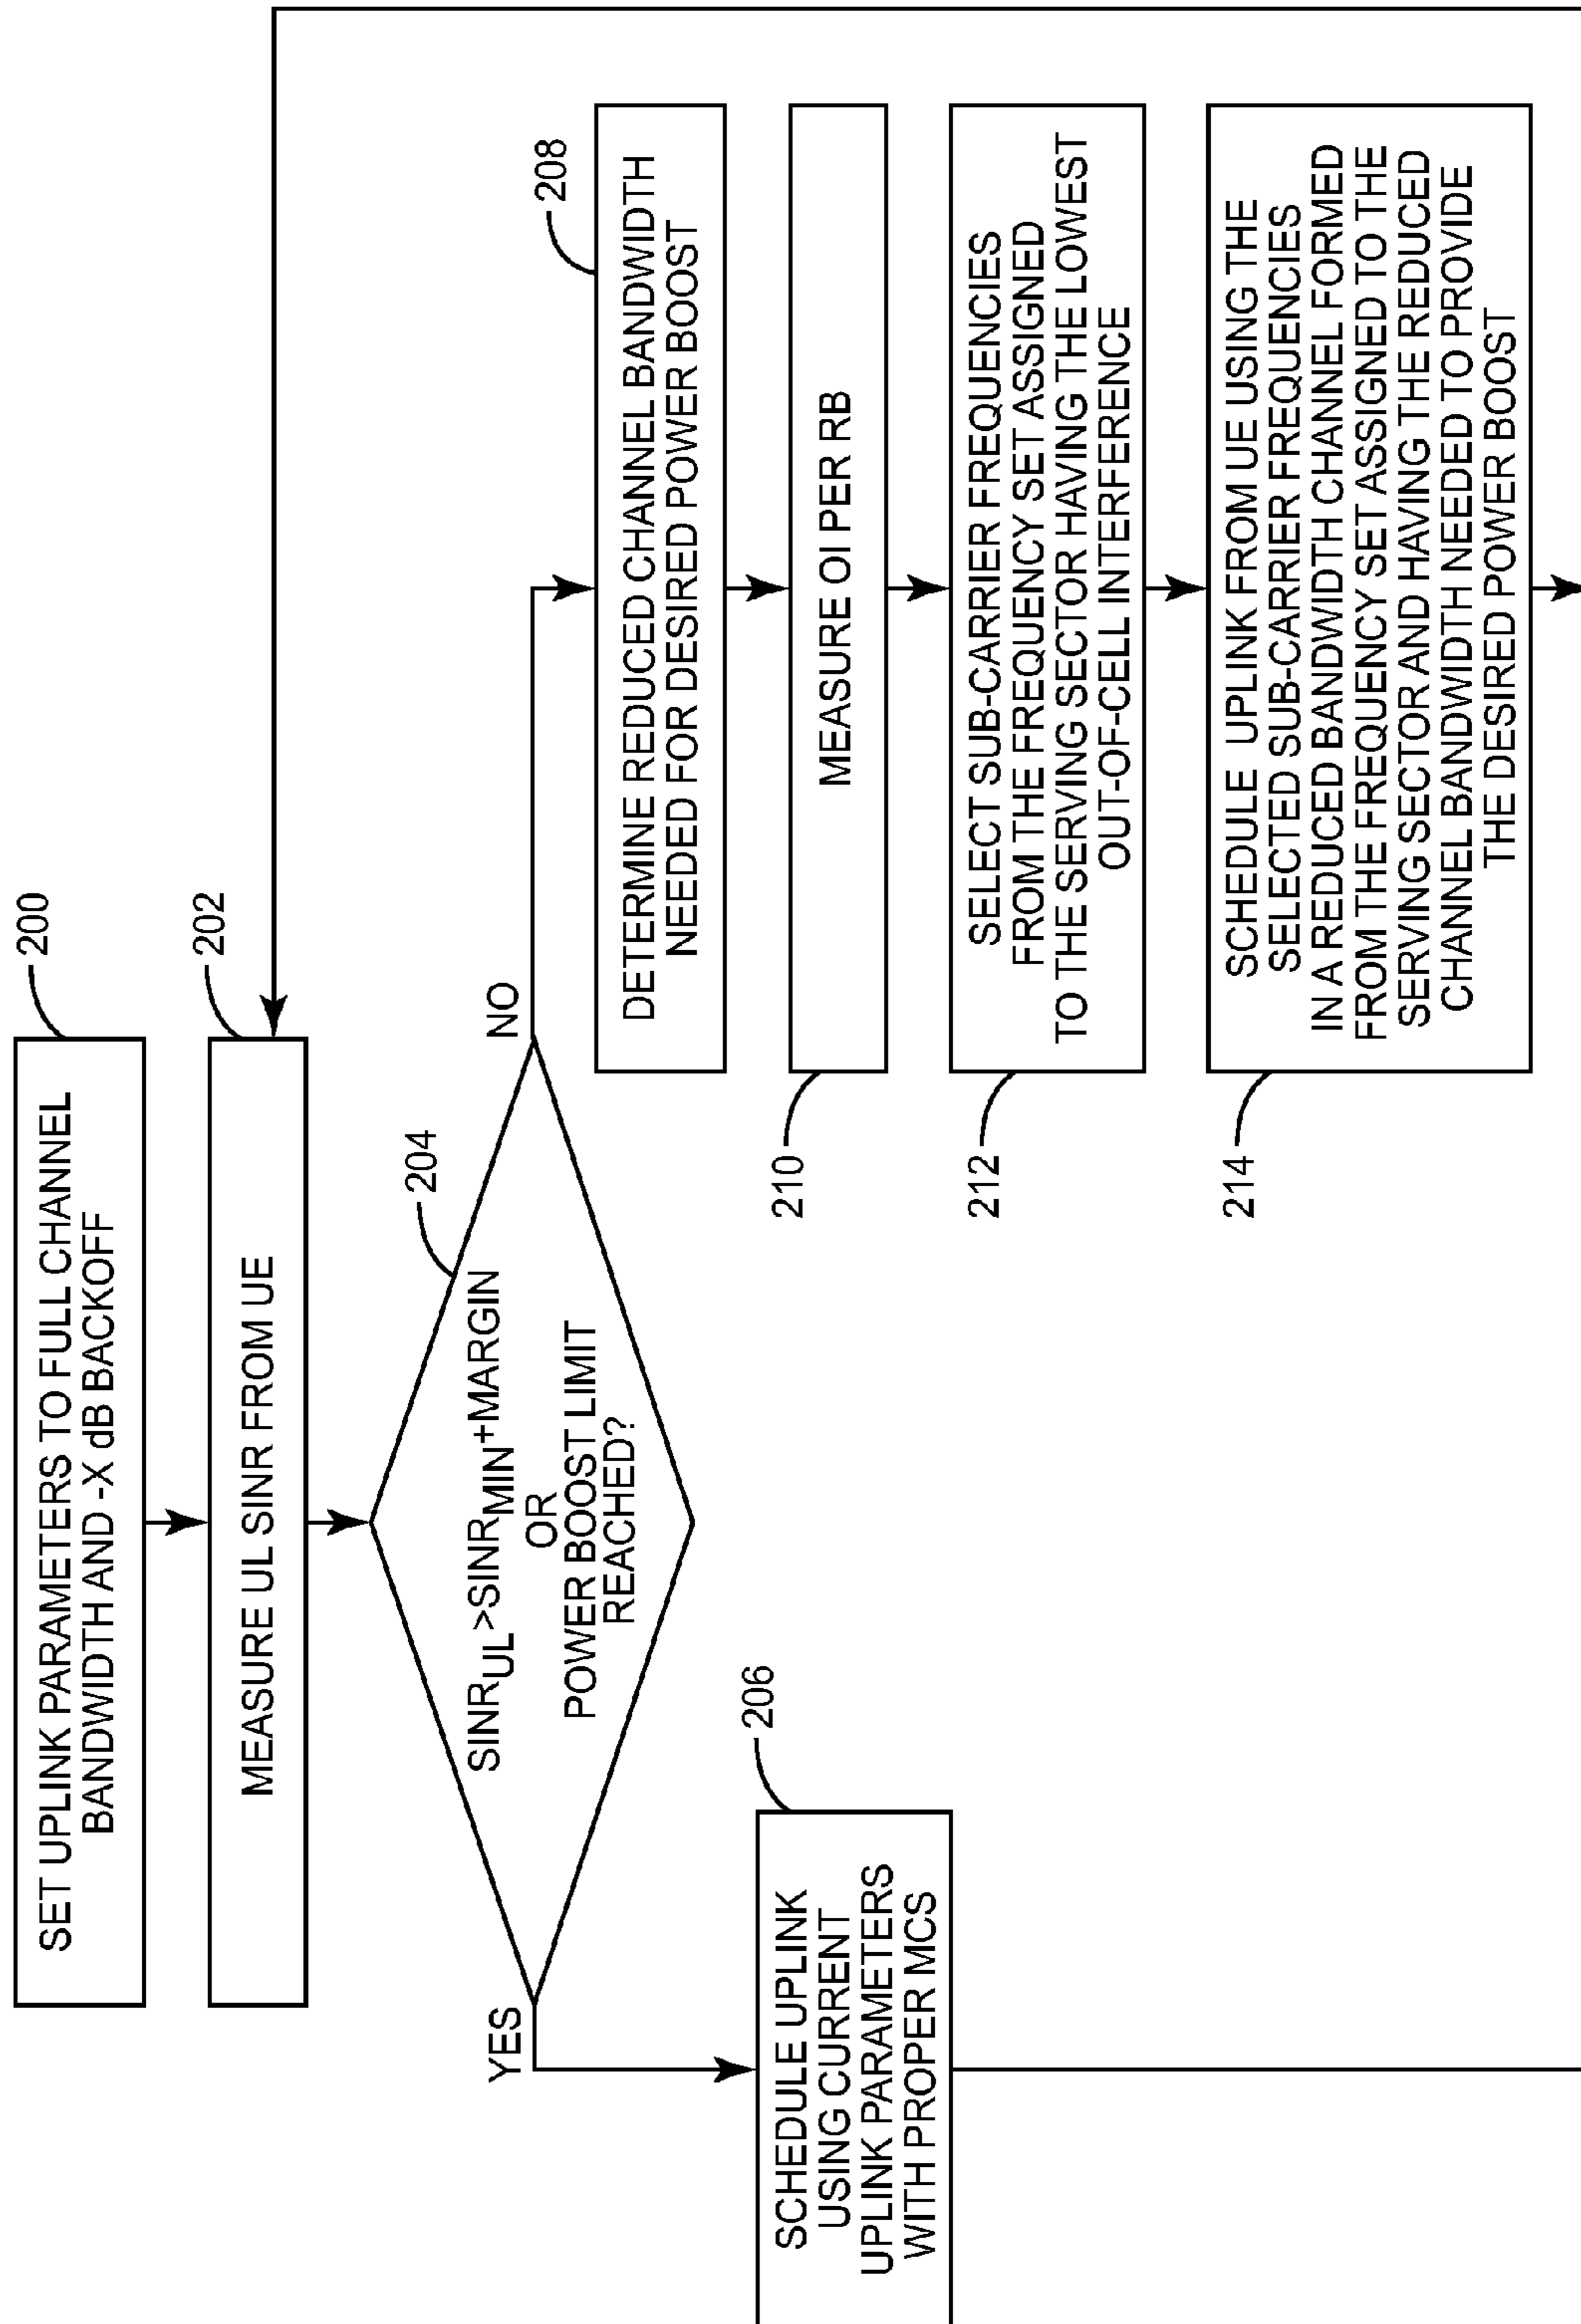 200
SET UPLINK PARAMETERS TO FULL CHANNEL
BANDWIDTH AND -X dB BACKOFF
202
MEASURE UL SINR FROM UE
204
SINRUL >SINRMIN+MARGIN
OR
POWER BOOST LIMIT
REACHED?
YES
NO
206
SCHEDULE UPLINK
USING CURRENT
UPLINK PARAMETERS
WITH PROPER MCS
208
DETERMINE REDUCED CHANNEL BANDWIDTH
NEEDED FOR DESIRED POWER BOOST
210
MEASURE OI PER RB
212
SELECT SUB-CARRIER FREQUENCIES
FROM THE FREQUENCY SET ASSIGNED
TO THE SERVING SECTOR HAVING THE LOWEST
OUT-OF-CELL INTERFERENCE
214
SCHEDULE UPLINK FROM UE USING THE
SELECTED SUB-CARRIER FREQUENCIES
IN A REDUCED BANDWIDTH CHANNEL FORMED
FROM THE FREQUENCY SET ASSIGNED TO THE
SERVING SECTOR AND HAVING THE REDUCED
CHANNEL BANDWIDTH NEEDED TO PROVIDE
THE DESIRED POWER BOOST